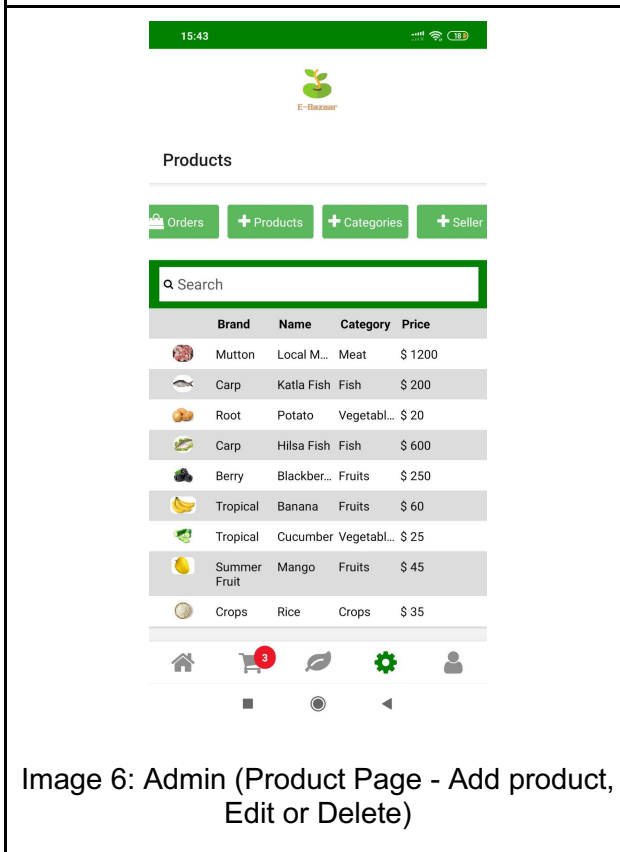 15:43
18
E-Bazaar
Products
Orders + Products + Categories + Seller
Search
Brand Name Category Price
Mutton Local M... Meat $ 1200
Carp Katla Fish Fish $ 200
Root Potato Vegetabl... $ 20
Carp Hilsa Fish Fish $ 600
Berry Blackber... Fruits $ 250
Tropical Banana Fruits $ 60
Tropical Cucumber Vegetabl... $ 25
Summer Mango Fruits $ 45
Fruit
Crops Rice Crops $ 35
3
Image 6: Admin (Product Page - Add product,
Edit or Delete)